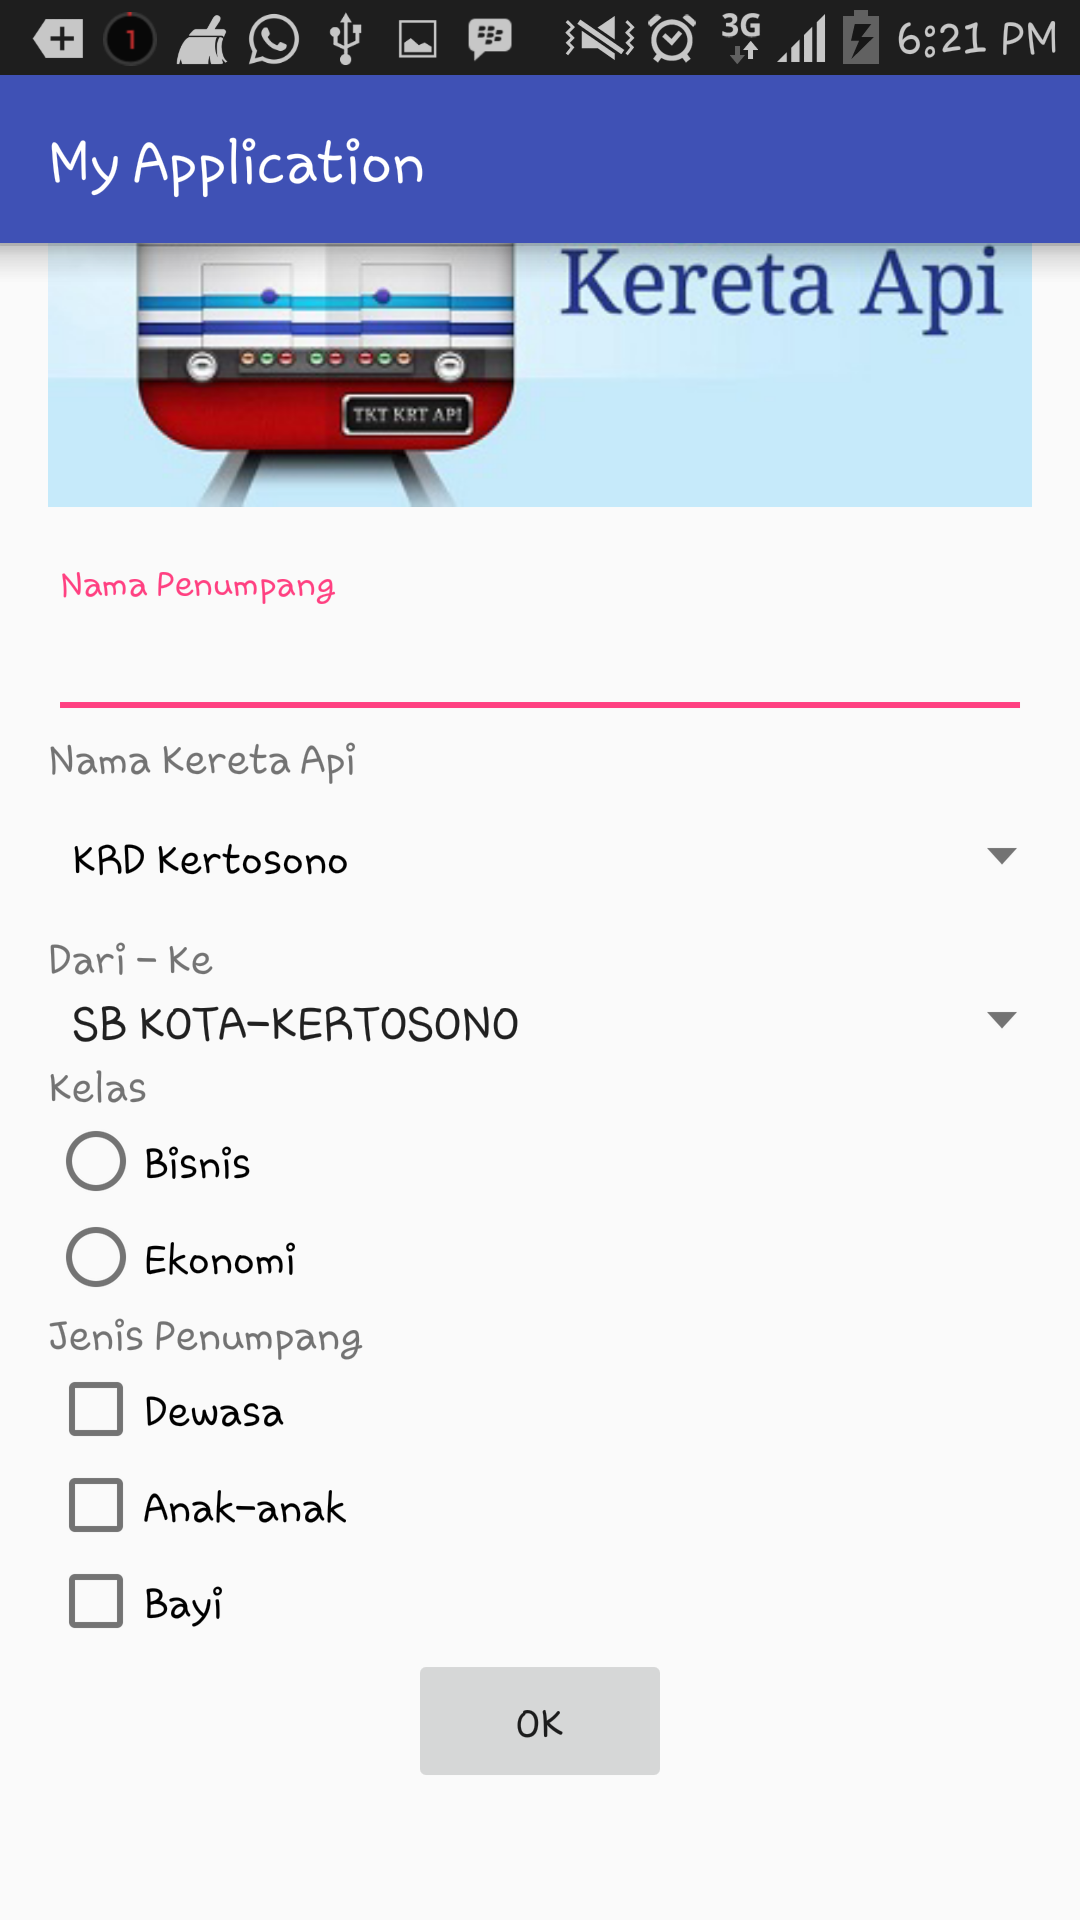 1 3G 6:21 PM
My Application
Kereta Api
TKT KRT API
Nama Penumpang
Nama Kereta Api
KRD Kertosono
Dari - Ke
SB KOTA-KERTOSONO
Kelas
Bisnis
Ekonomi
Jenis Penumpang
Dewasa
Anak-anak
Bayi
OK